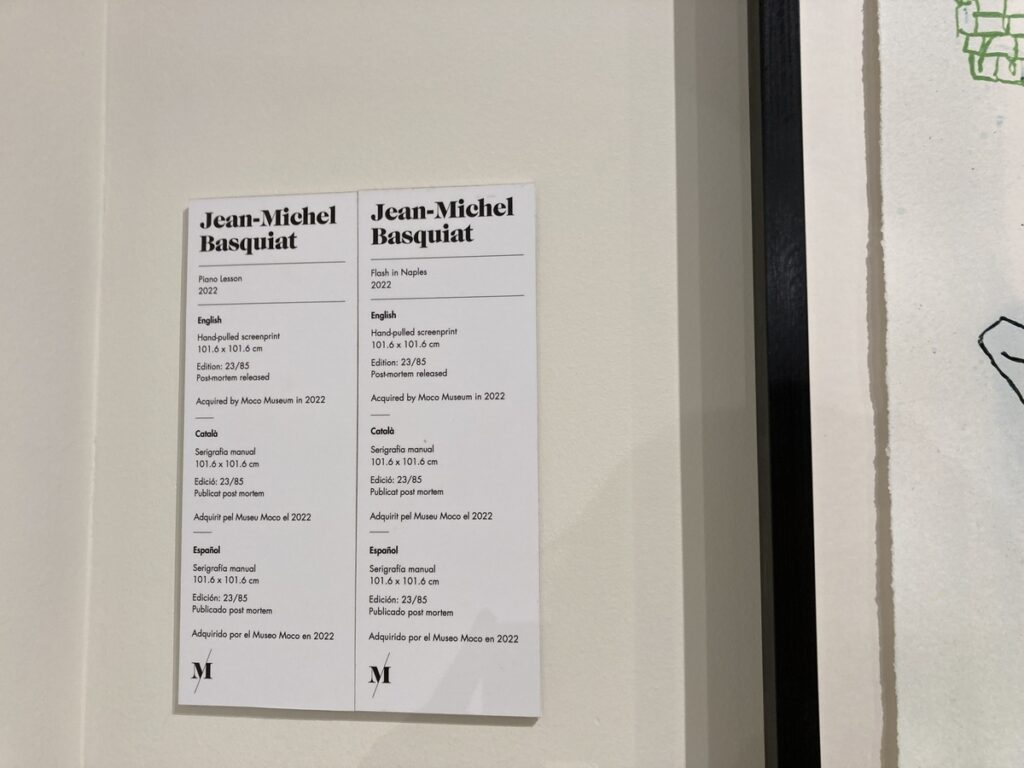 Jean-Michel
Basquiat
Piano Lesson
2022
English
Hand-pulled screenprint
101.6 x 101.6 cm
Edition: 23/85
Post-mortem released
Acquired by Moco Museum in 2022
Català
Serigrafia manual
101.6 x 101.6 cm
Edició: 23/85
Publicat post mortem
Adquirit pel Museu Moco el 2022
Español
Serigrafía manual
101.6 x 101.6 cm
Edición: 23/85
Publicado post mortem
Adquirido por el Museo Moco en 2022
M
Jean-Michel
Basquiat
Flash in Naples
2022
English
Hand-pulled screenprint
101.6 x 101.6 cm
Edition: 23/85
Post-mortem released
Acquired by Moco Museum in 2022
Català
Serigrafia manual
101.6 x 101.6 cm
Edició: 23/85
Publicat post mortem
Adquirit pel Museu Moco el 2022
Español
Serigrafía manual
101.6 x 101.6 cm
Edición: 23/85
Publicado post mortem
Adquirido por el Museo Moco en 2022
M